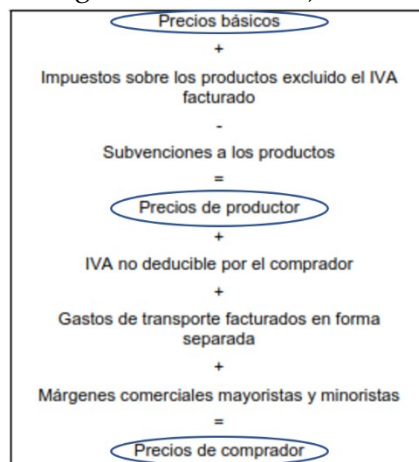 Precios básicos
+
Impuestos sobre los productos excluido el IVA
facturado
-
Subvenciones a los productos
=
Precios de productor
+
IVA no deducible por el comprador
+
Gastos de transporte facturados en forma
separada
+
Márgenes comerciales mayoristas y minoristas
=
Precios de comprador